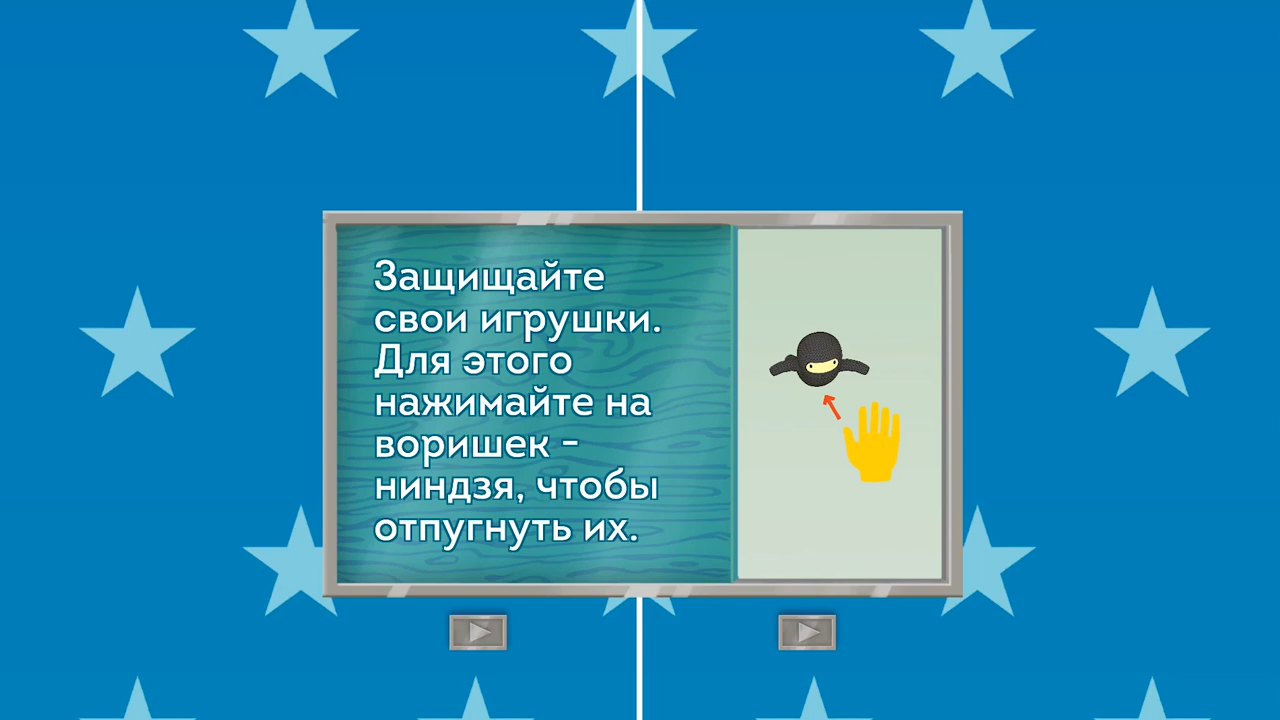 Защищайте
свои игрушки.
Для этого
нажимайте на
воришек -
ниндзя, чтобы
отпугнуть их.